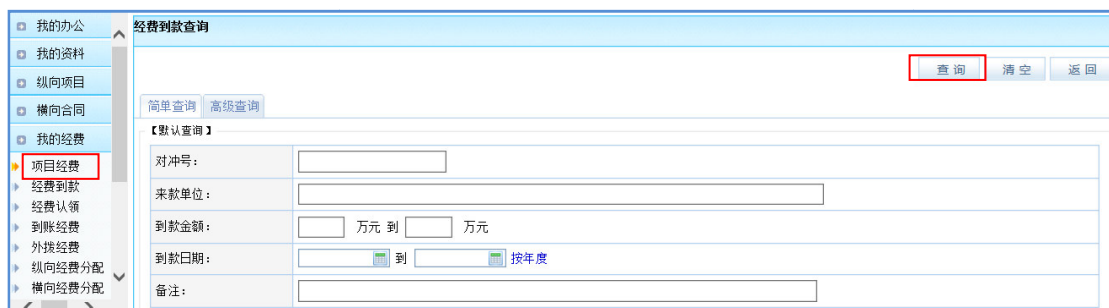 我的办公
我的资料
纵向项目
横向合同
我的经费
项目经费
经费到款
经费认领
到账经费
外拨经费
纵向经费分配
横向经费分配
经费到款查询
查询 清空 返回
简单查询 高级查询
【默认查询】
对冲号：
来款单位：
到款金额： 万元 到 万元
到款日期： 到 按年度
备注：